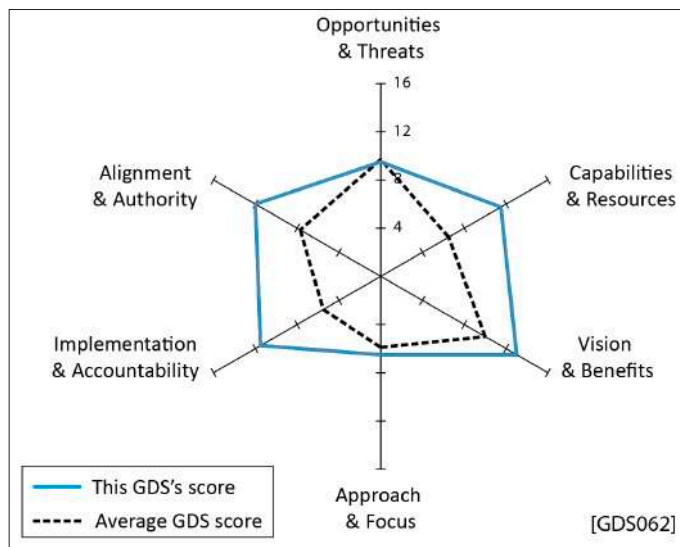 Opportunities
& Threats
16
12
8
4
Alignment
& Authority
Capabilities
& Resources
Implementation
& Accountability
Vision
& Benefits
Approach
& Focus
This GDS's score
Average GDS score
[GDS062]